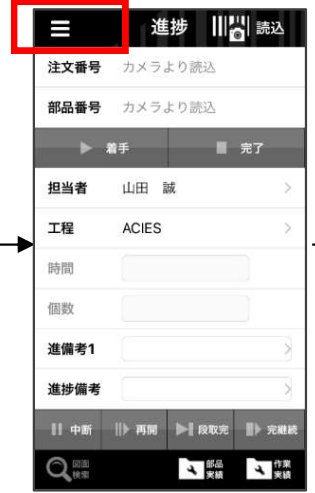 進捗 読込
注文番号 カメラより読込
部品番号 カメラより読込
着手 完了
担当者 山田 誠
工程 ACIES
時間
個数
進備考1
進捗備考
中断 再開 段取完 完継続
図面
検索
部品
実績
作業
実績